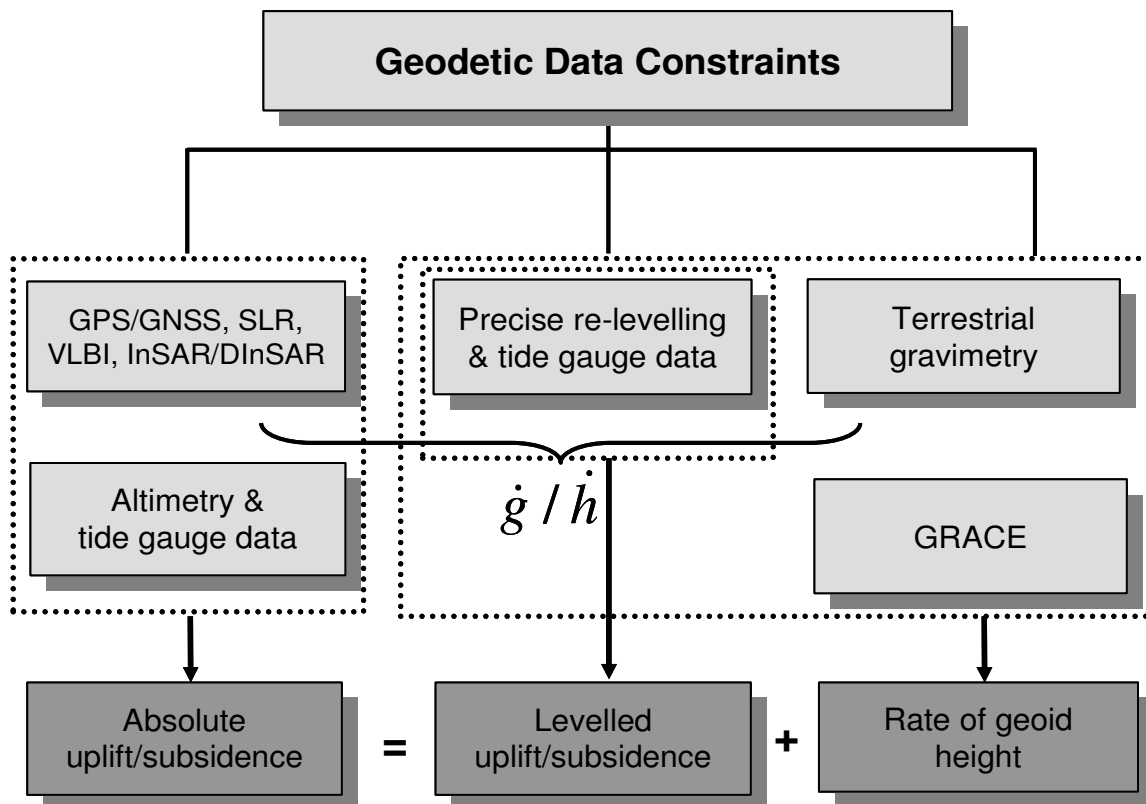 Geodetic Data Constraints
GPS/GNSS, SLR,
VLBI, InSAR/DInSAR
Precise re-levelling
& tide gauge data
Terrestrial
gravimetry
Altimetry &
tide gauge data
ġ / ḣ
GRACE
Absolute
uplift/subsidence
=
Levelled
uplift/subsidence
+
Rate of geoid
height